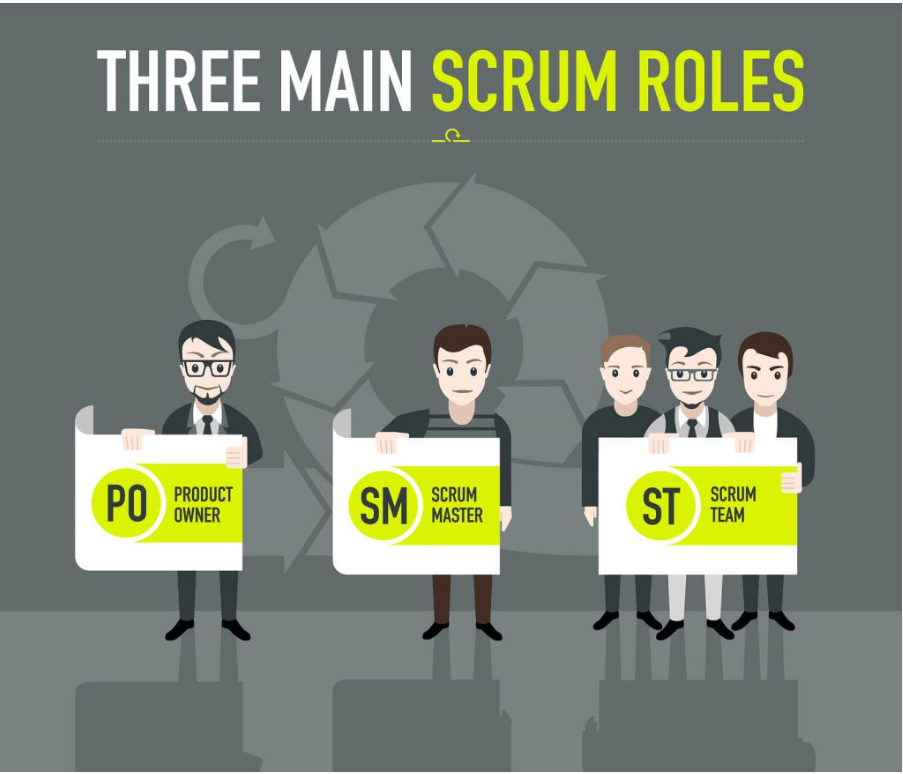 THREE MAIN SCRUM ROLES
PO
PRODUCT
OWNER
SM
SCRUM
MASTER
ST
SCRUM
TEAM